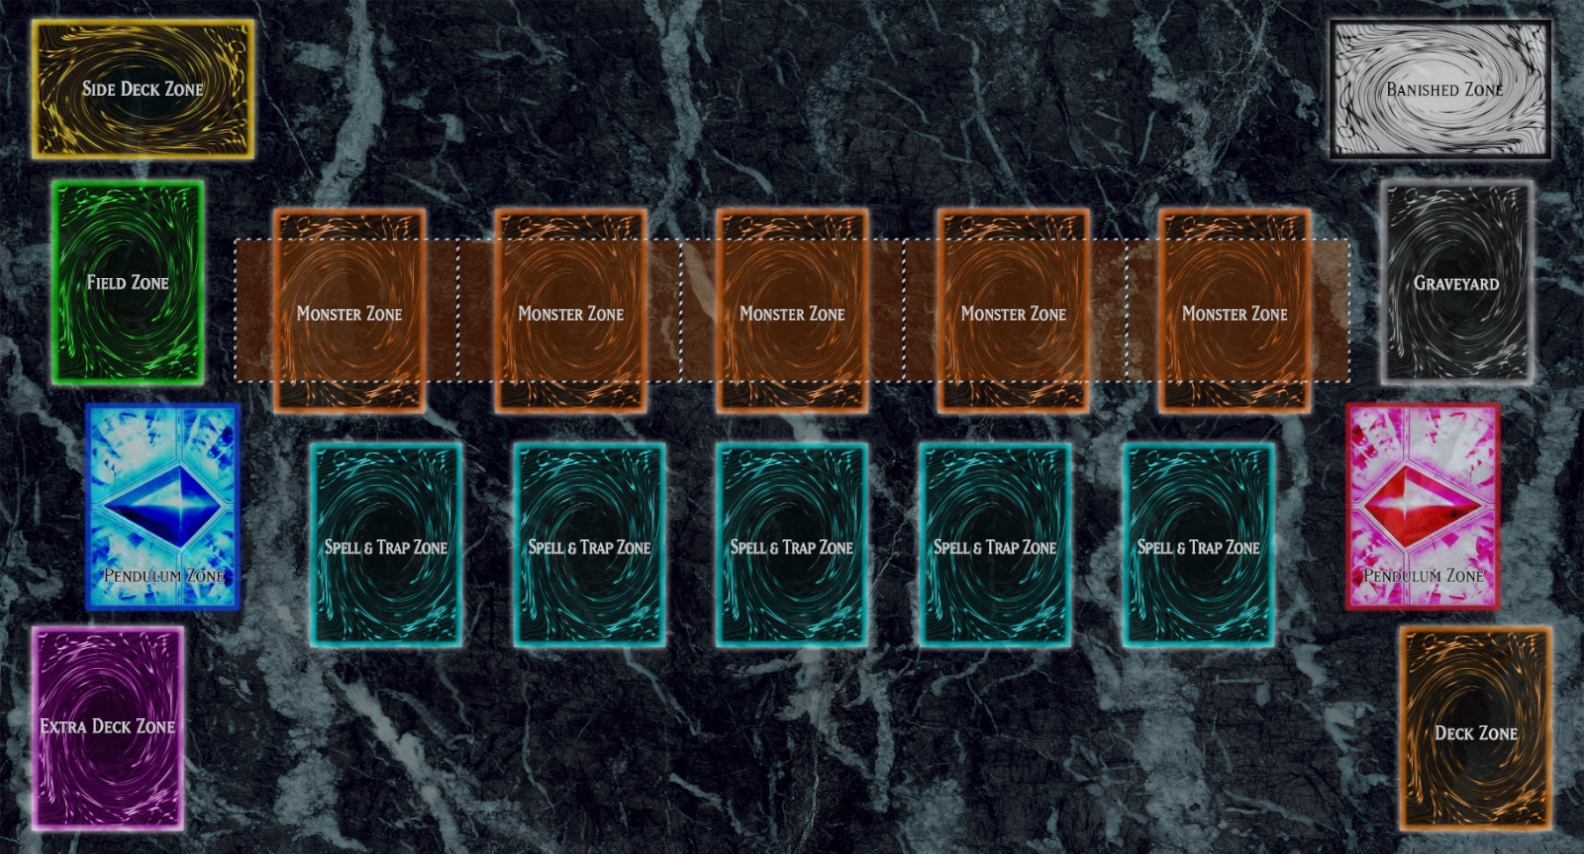 Side Deck Zone
Banished Zone
Field Zone
Graveyard
Monster Zone
Monster Zone
Monster Zone
Monster Zone
Monster Zone
Pendulum Zone
Spell & Trap Zone
Spell & Trap Zone
Spell & Trap Zone
Spell & Trap Zone
Spell & Trap Zone
Pendulum Zone
Extra Deck Zone
Deck Zone